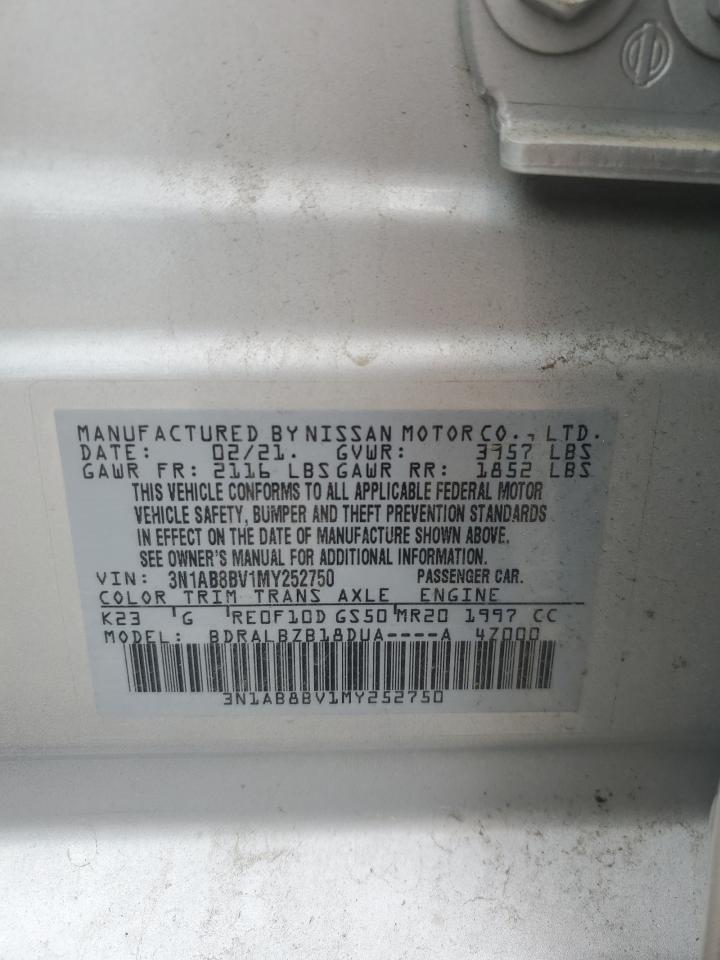 MANUFACTURED BY NISSAN MOTOR CO., LTD.
DATE: 02/21. GVWR: 3957 LBS
GAWR FR: 2116 LBS GAWR RR: 1852 LBS
THIS VEHICLE CONFORMS TO ALL APPLICABLE FEDERAL MOTOR
VEHICLE SAFETY, BUMPER AND THEFT PREVENTION STANDARDS
IN EFFECT ON THE DATE OF MANUFACTURE SHOWN ABOVE.
SEE OWNER'S MANUAL FOR ADDITIONAL INFORMATION.
VIN: 3N1AB8BV1MY252750 PASSENGER CAR.
COLOR TRIM TRANS AXLE ENGINE
K23 G RE0F10D GS50 MR20 1997 CC
MODEL: BDRALBZB18DUA----A 47000
3N1AB8BV1MY252750